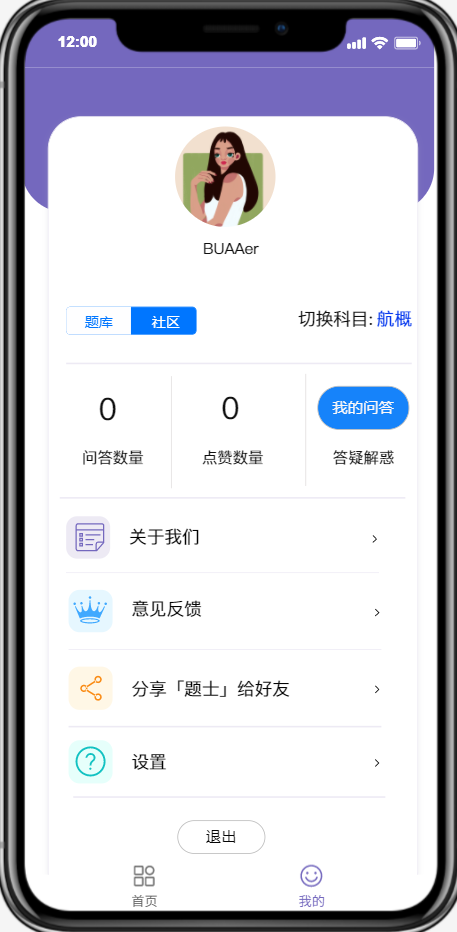 12:00
BUAAer
题库 社区 切换科目: 航概
0 0 我的问答
问答数量 点赞数量 答疑解惑
关于我们
意见反馈
分享「题士」给好友
设置
退出
首页 我的